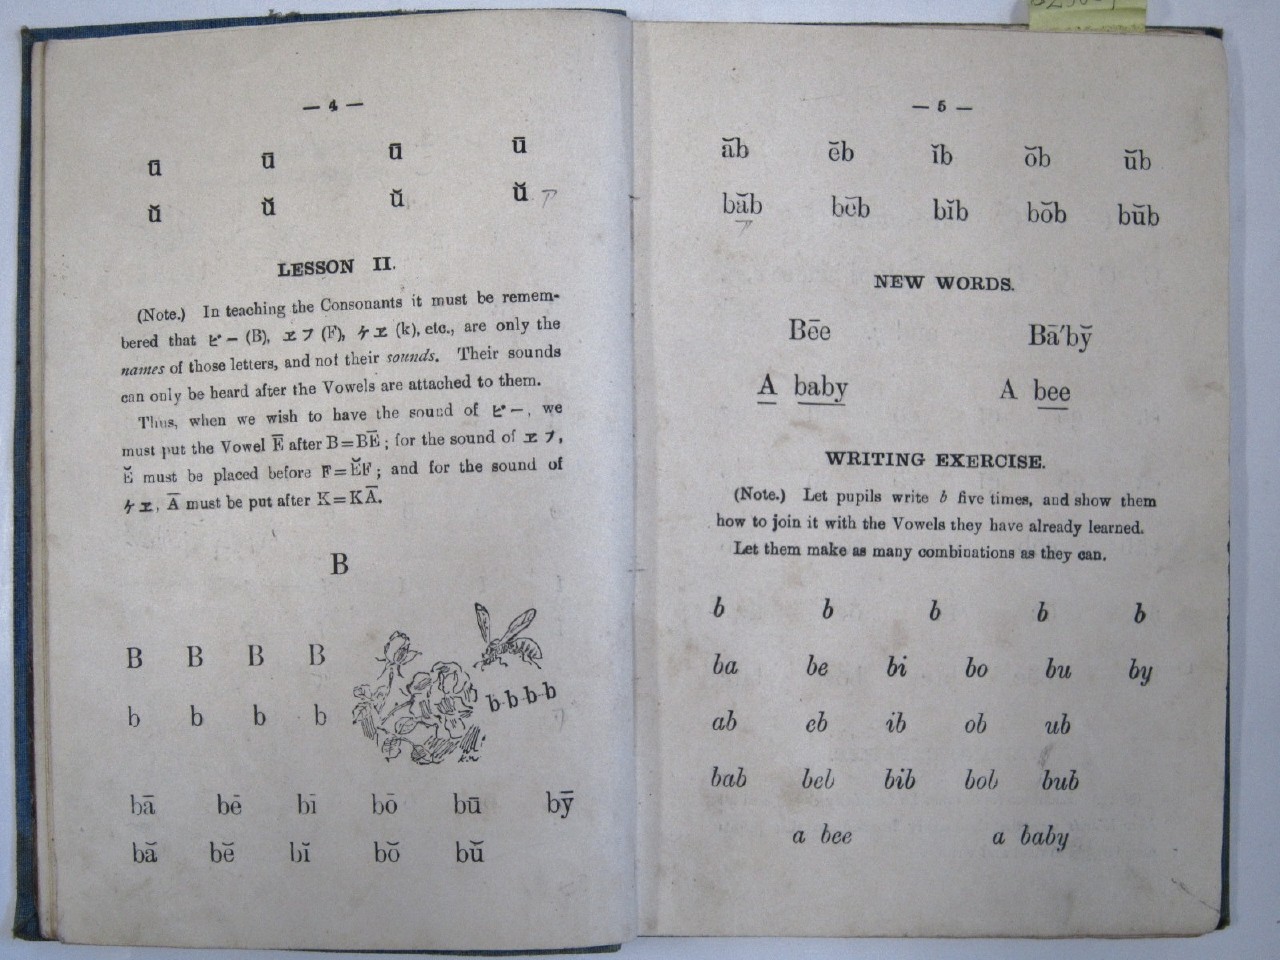 — 4 —
ū ū ū ū
ŭ ŭ ŭ ŭ
LESSON II.
(Note.) In teaching the Consonants it must be remem-
bered that ビー (B), ヱフ (F), ケヱ (k), etc., are only the
names of those letters, and not their sounds. Their sounds
can only be heard after the Vowels are attached to them.
Thus, when we wish to have the sound of ビー, we
must put the Vowel Ē after B=BĒ; for the sound of ヱフ,
Ĕ must be placed before F=ĔF; and for the sound of
ケヱ, Ā must be put after K=KĀ.
B
B B B B
b b b b
b-b-b-b
bā bē bī bō bū bȳ
bă bĕ bĭ bŏ bŭ
— 5 —
ăb ĕb ĭb ŏb ŭb
băb bĕb bĭb bŏb bŭb
NEW WORDS.
Bēe Bā′by̆
A baby A bee
WRITING EXERCISE.
(Note.) Let pupils write b five times, and show them
how to join it with the Vowels they have already learned.
Let them make as many combinations as they can.
b b b b b
ba be bi bo bu by
ab eb ib ob ub
bab beb bib bob bub
a bee a baby